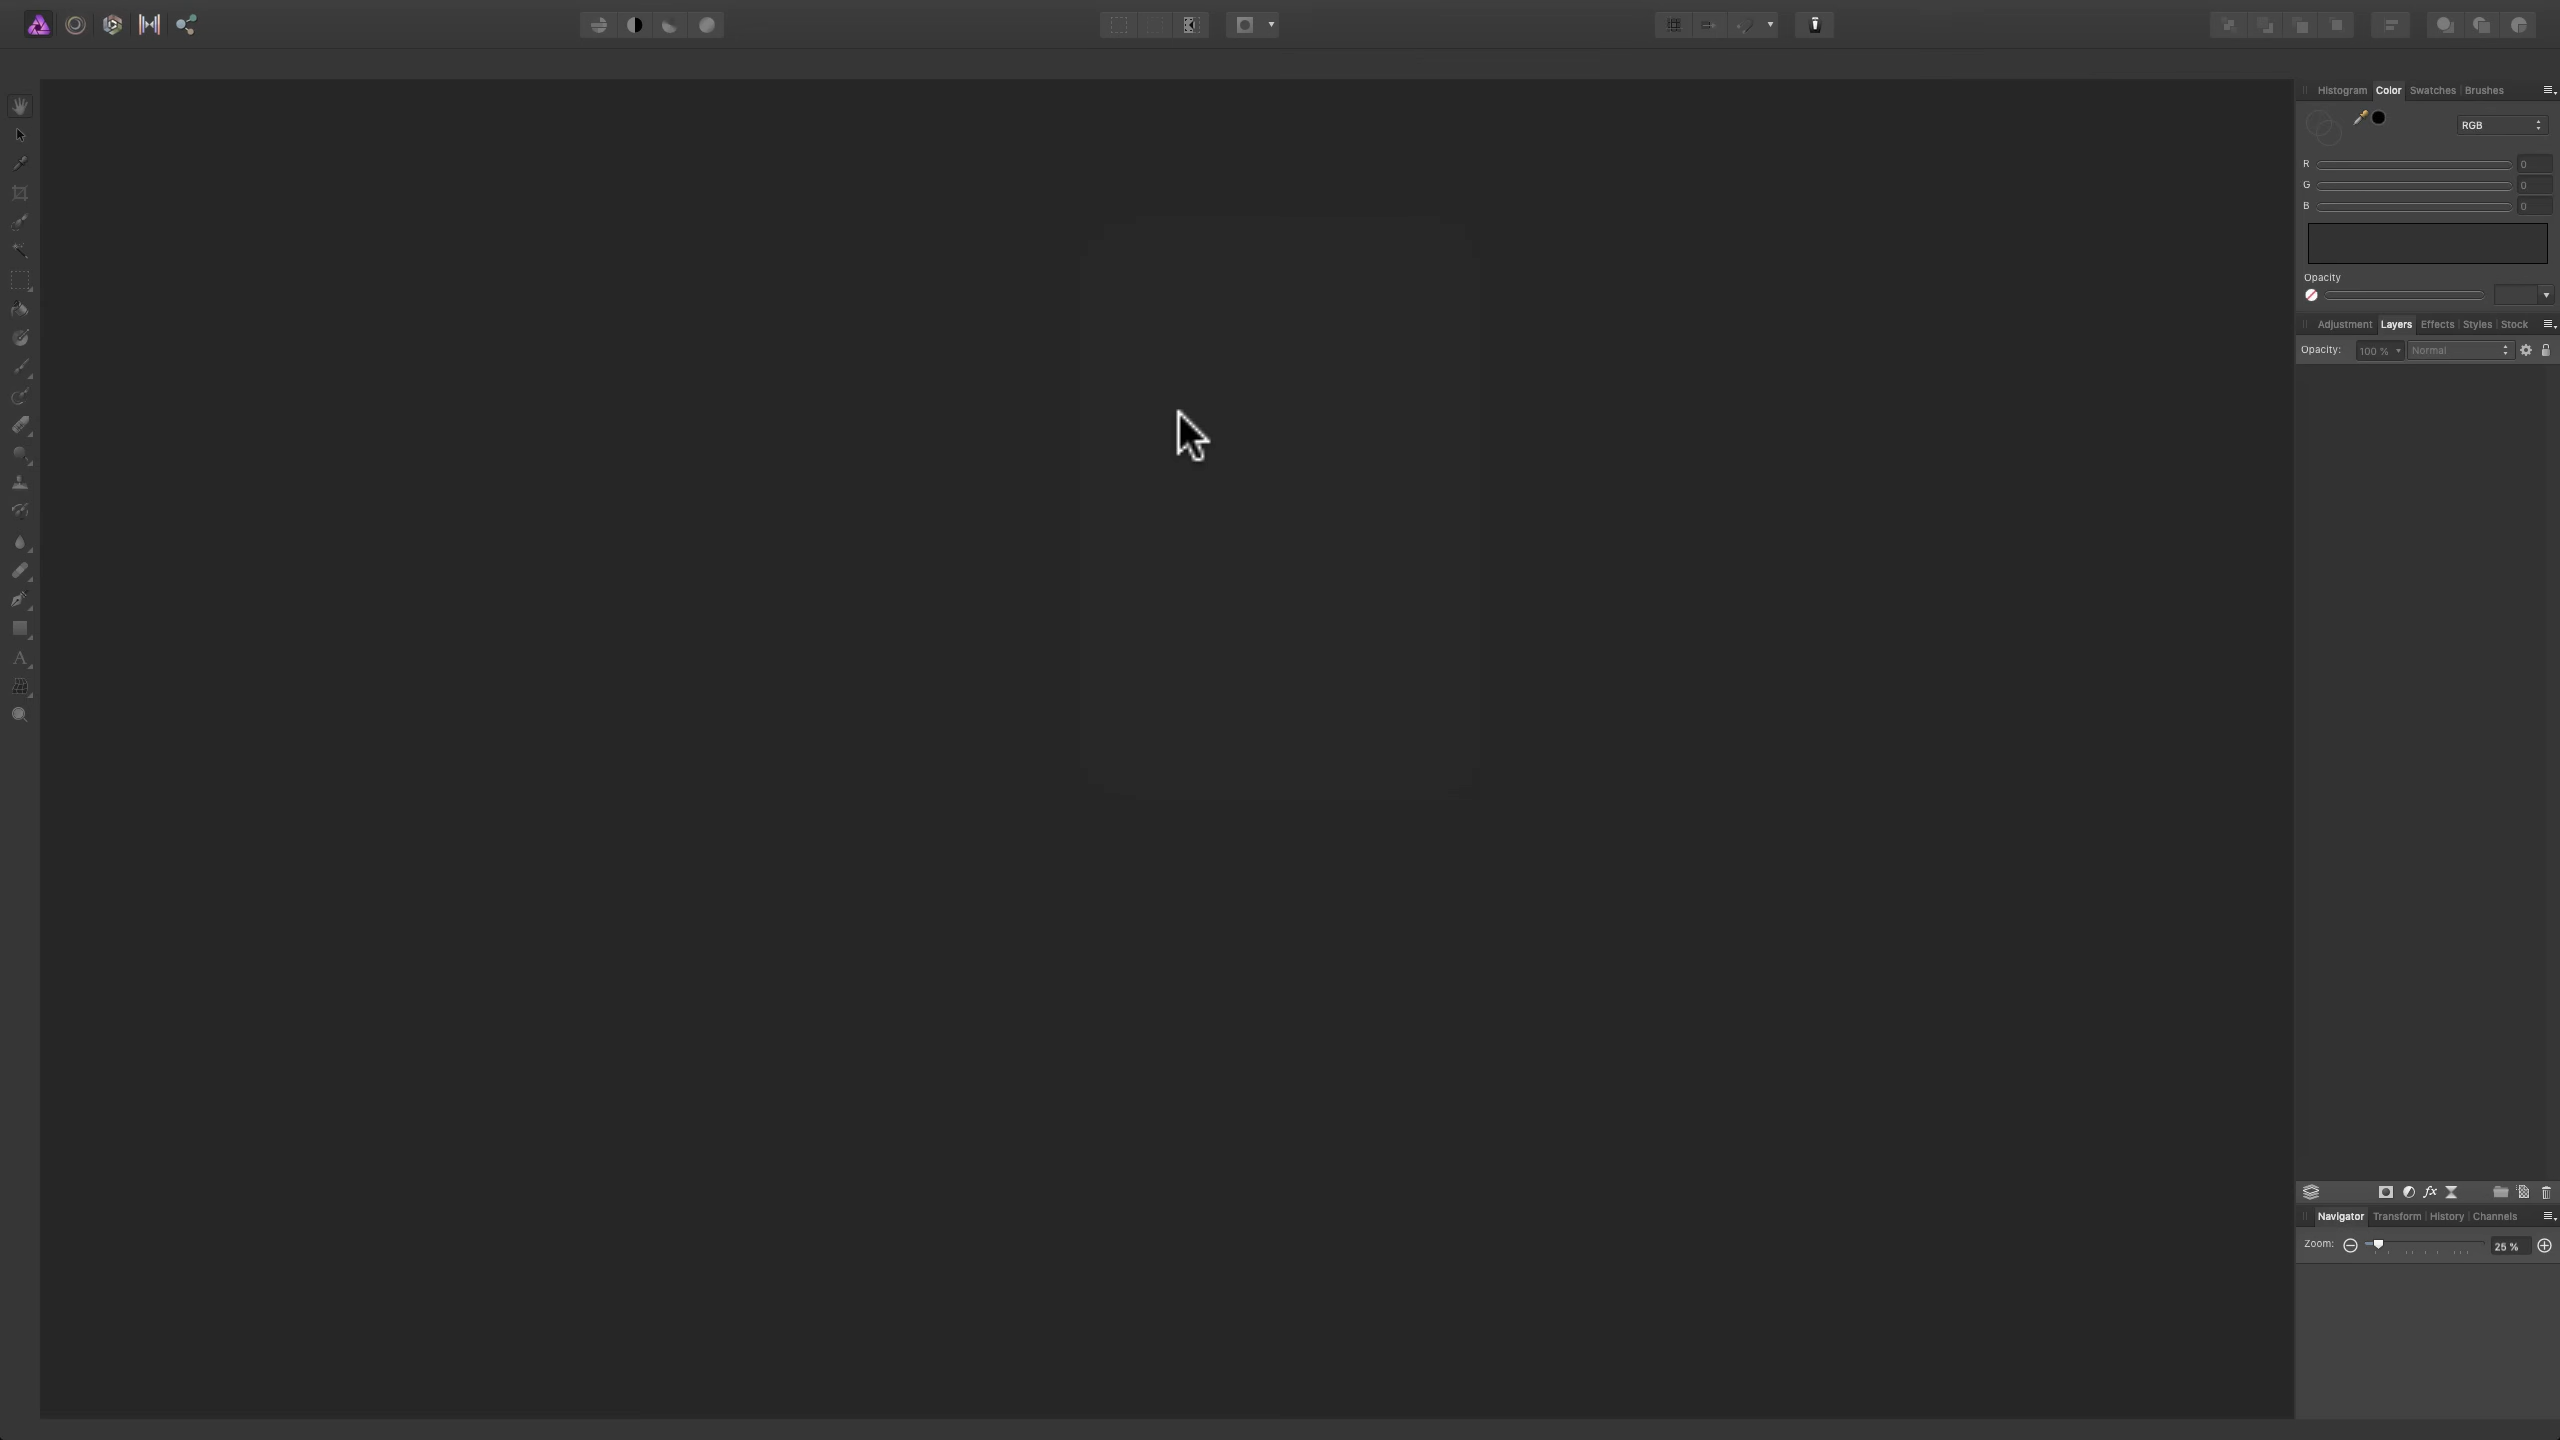 Histogram Color Swatches Brushes
RGB
R 0
G 0
B 0
Opacity
Adjustment Layers Effects Styles Stock
Opacity: 100 % Normal
A
fx
Navigator Transform History Channels
Zoom: 25 %